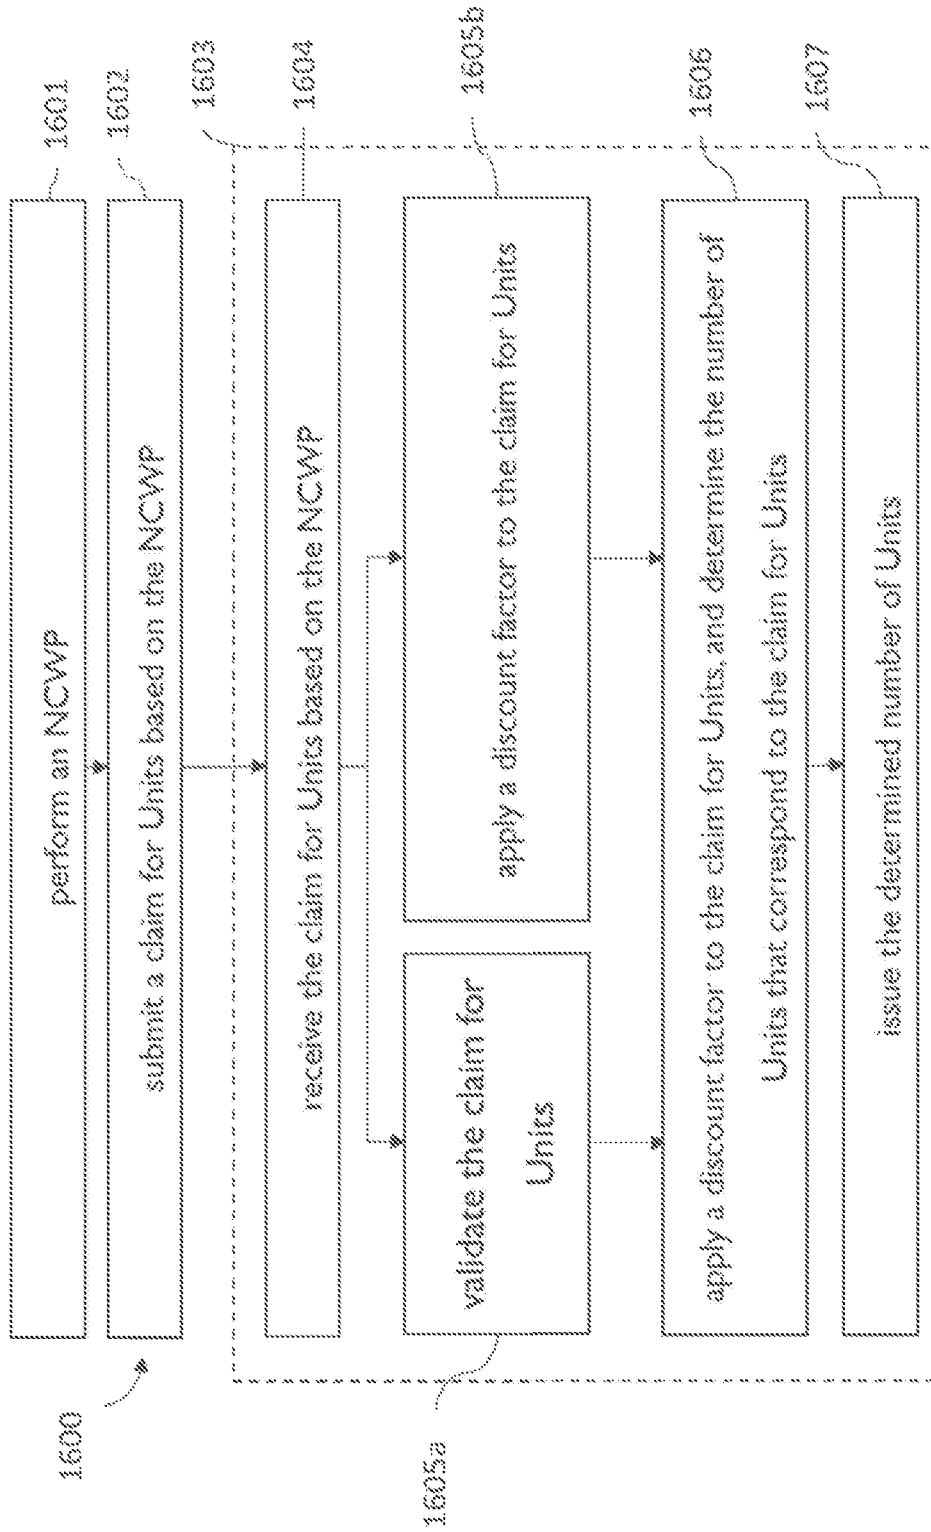 1600
perform an NCWP
1601
submit a claim for Units based on the NCWP
1602
1603
receive the claim for Units based on the NCWP
1604
validate the claim for
Units
1605a
apply a discount factor to the claim for Units
1605b
apply a discount factor to the claim for Units, and determine the number of
Units that correspond to the claim for Units
1606
issue the determined number of Units
1607